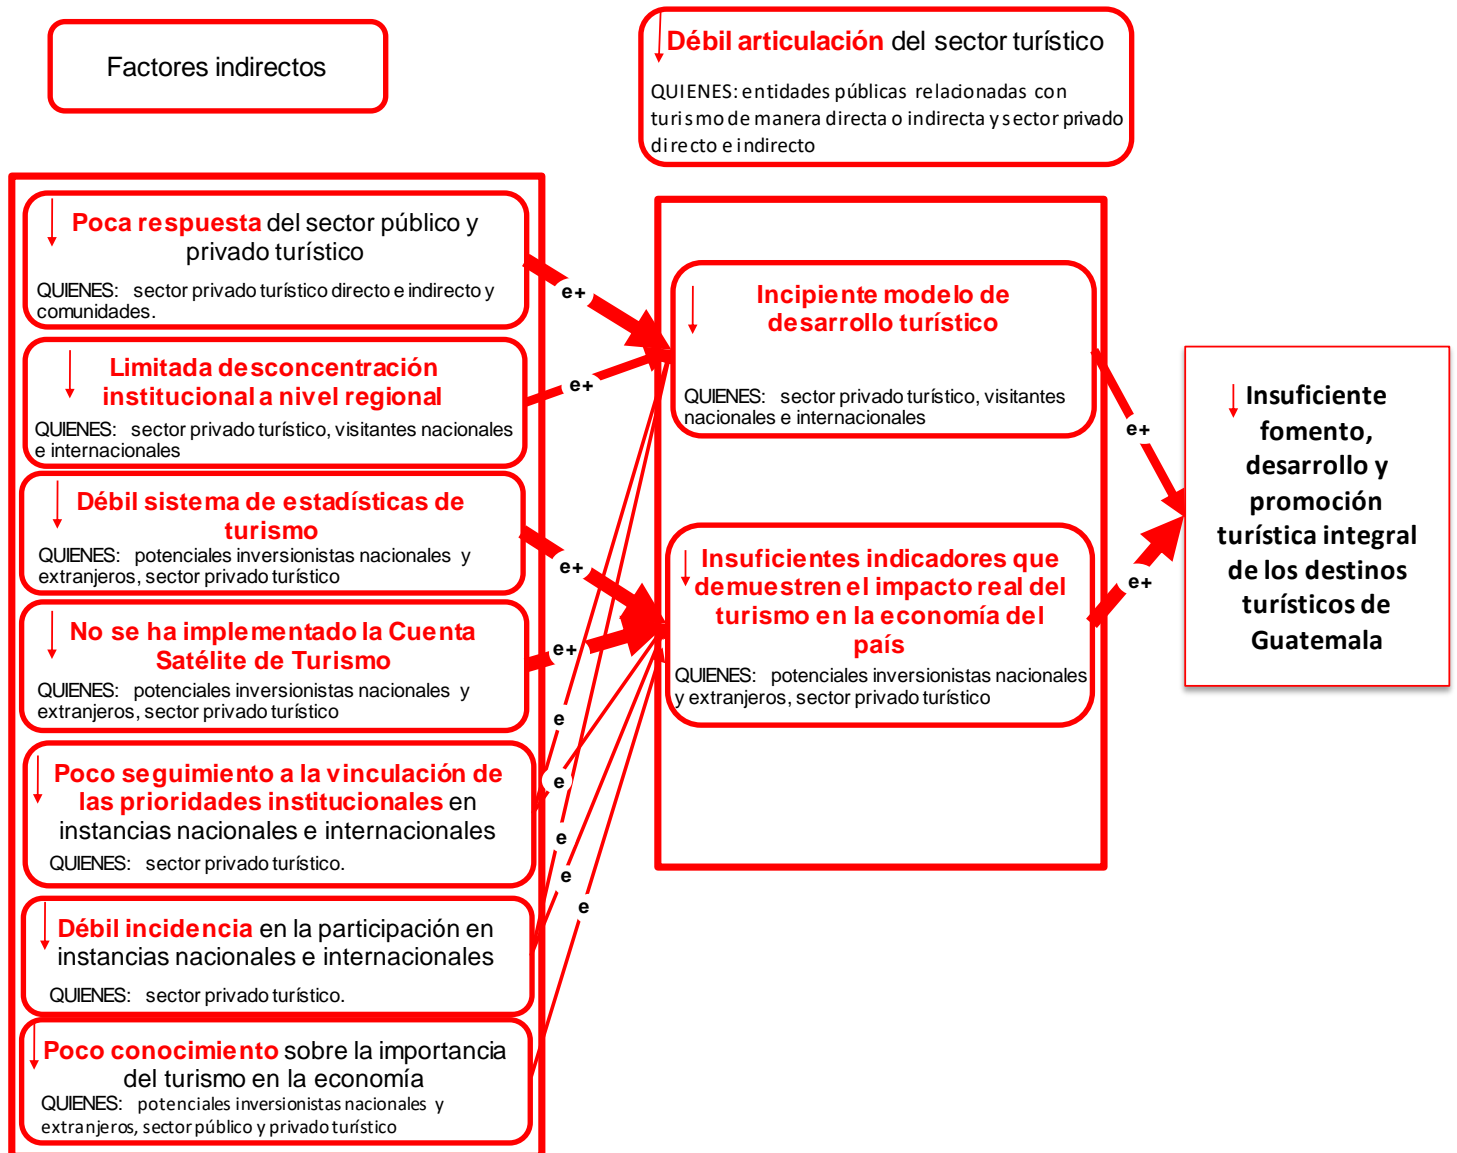 Factores indirectos
Débil articulación del sector turístico
QUIENES: entidades públicas relacionadas con
turismo de manera directa o indirecta y sector privado
directo e indirecto
Poca respuesta del sector público y
privado turístico
QUIENES: sector privado turístico directo e indirecto y
comunidades.
Limitada desconcentración
institucional a nivel regional
QUIENES: sector privado turístico, visitantes nacionales
e internacionales
Débil sistema de estadísticas de
turismo
QUIENES: potenciales inversionistas nacionales y
extranjeros, sector privado turístico
No se ha implementado la Cuenta
Satélite de Turismo
QUIENES: potenciales inversionistas nacionales y
extranjeros, sector privado turístico
Poco seguimiento a la vinculación de
las prioridades institucionales en
instancias nacionales e internacionales
QUIENES: sector privado turístico.
Débil incidencia en la participación en
instancias nacionales e internacionales
QUIENES: sector privado turístico.
Poco conocimiento sobre la importancia
del turismo en la economía
QUIENES: potenciales inversionistas nacionales y
extranjeros, sector público y privado turístico
e+
e+
e+
e+
e
e
e
e
e
Incipiente modelo de
desarrollo turístico
QUIENES: sector privado turístico, visitantes
nacionales e internacionales
Insuficientes indicadores que
demuestren el impacto real del
turismo en la economía del
país
QUIENES: potenciales inversionistas nacionales
y extranjeros, sector privado turístico
e+
e+
Insuficiente
fomento,
desarrollo y
promoción
turística integral
de los destinos
turísticos de
Guatemala